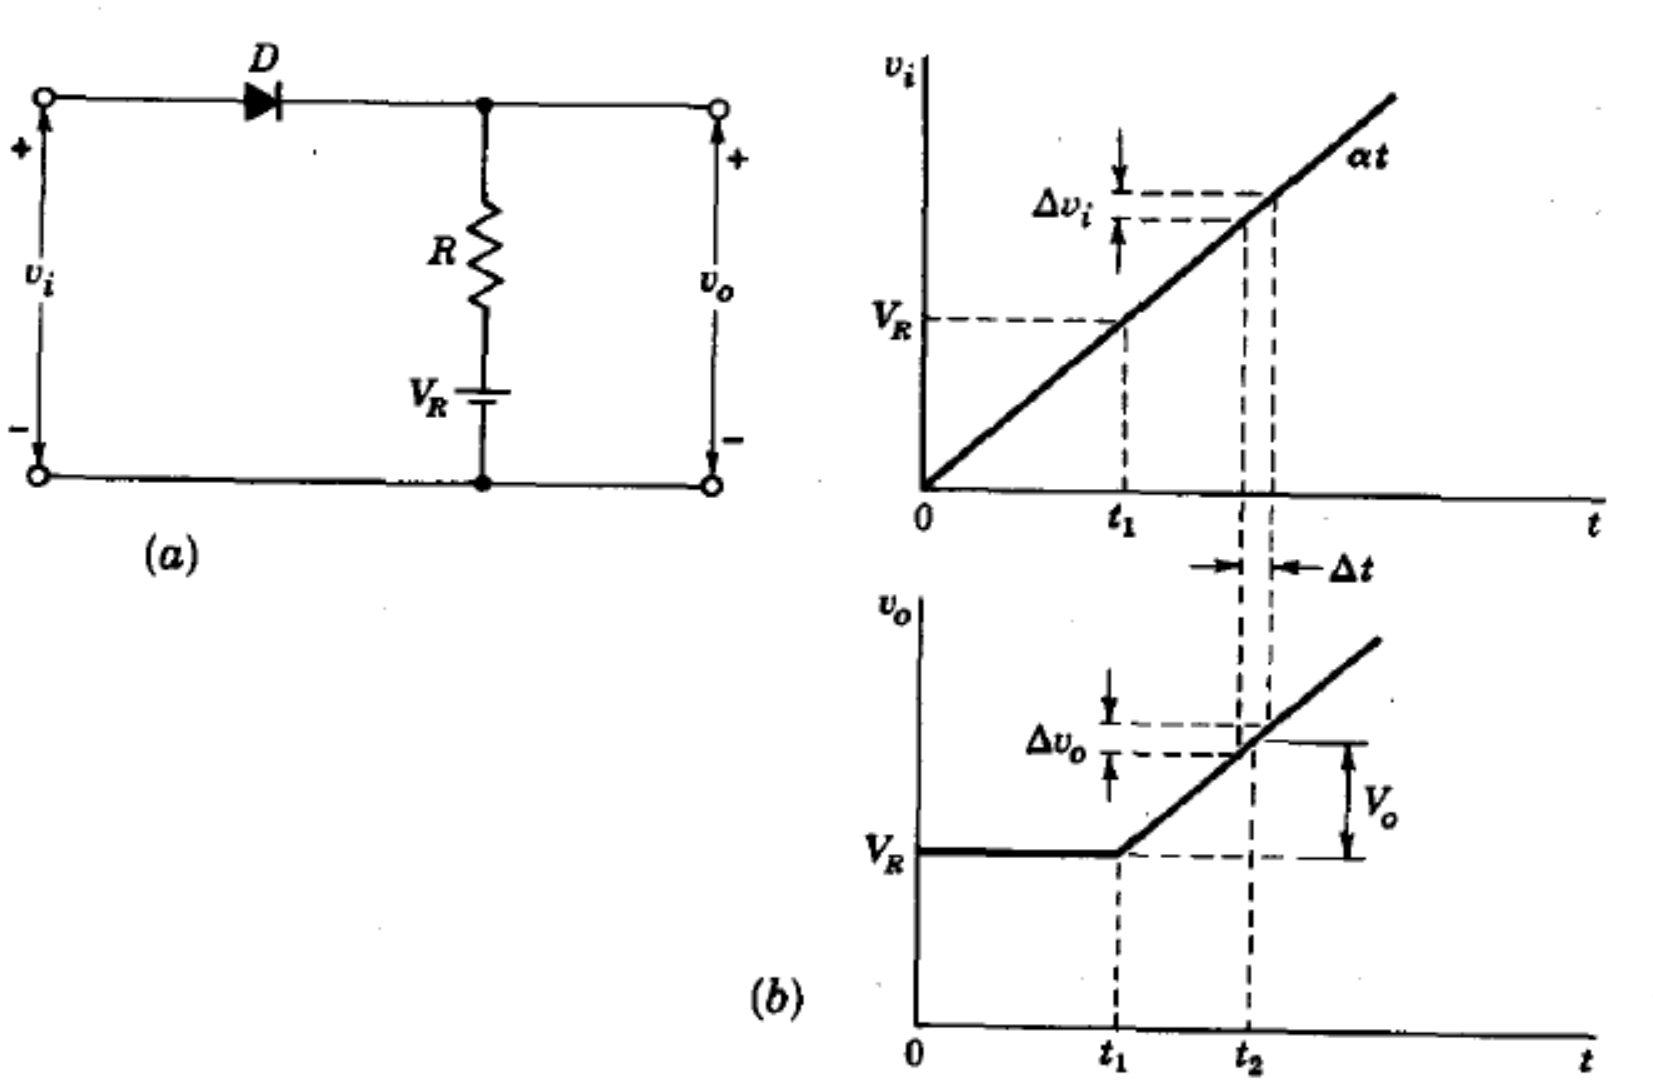 D
+
+
R
v_i
v_o
V_R
−
−
(a)
v_i
αt
Δv_i
V_R
0
t_1
t
Δt
v_o
Δv_o
V_o
V_R
(b)
0
t_1
t_2
t